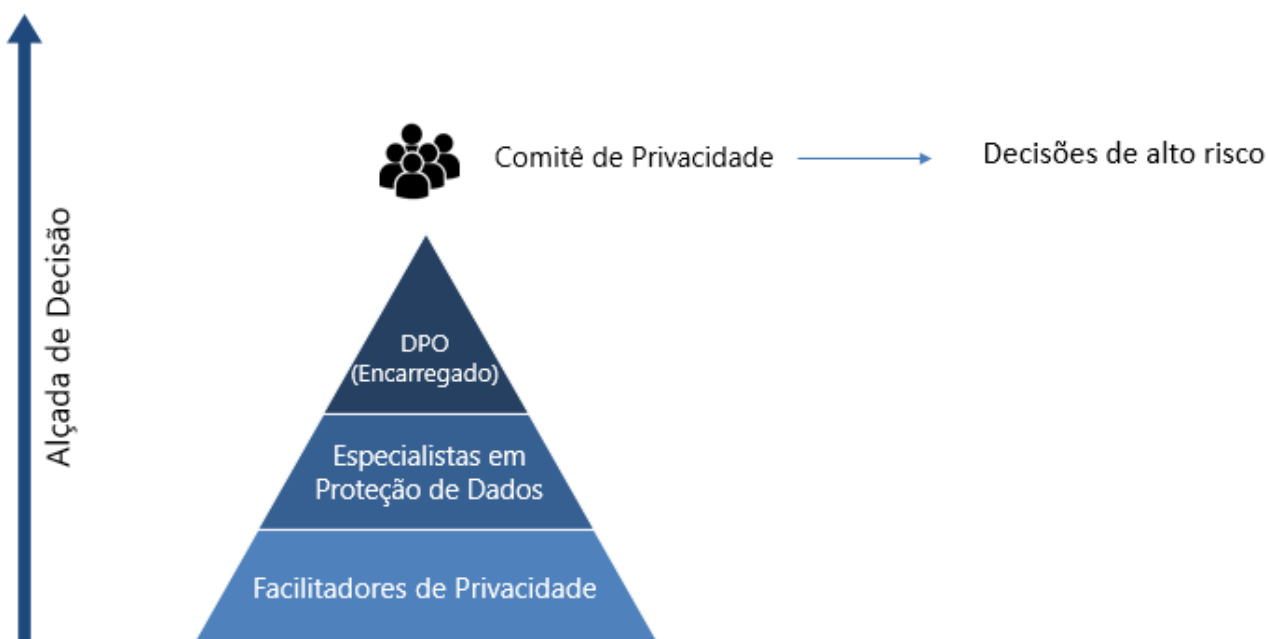 Comitê de Privacidade
Decisões de alto risco
Alçada de Decisão
DPO
(Encarregado)
Especialistas em
Proteção de Dados
Facilitadores de Privacidade